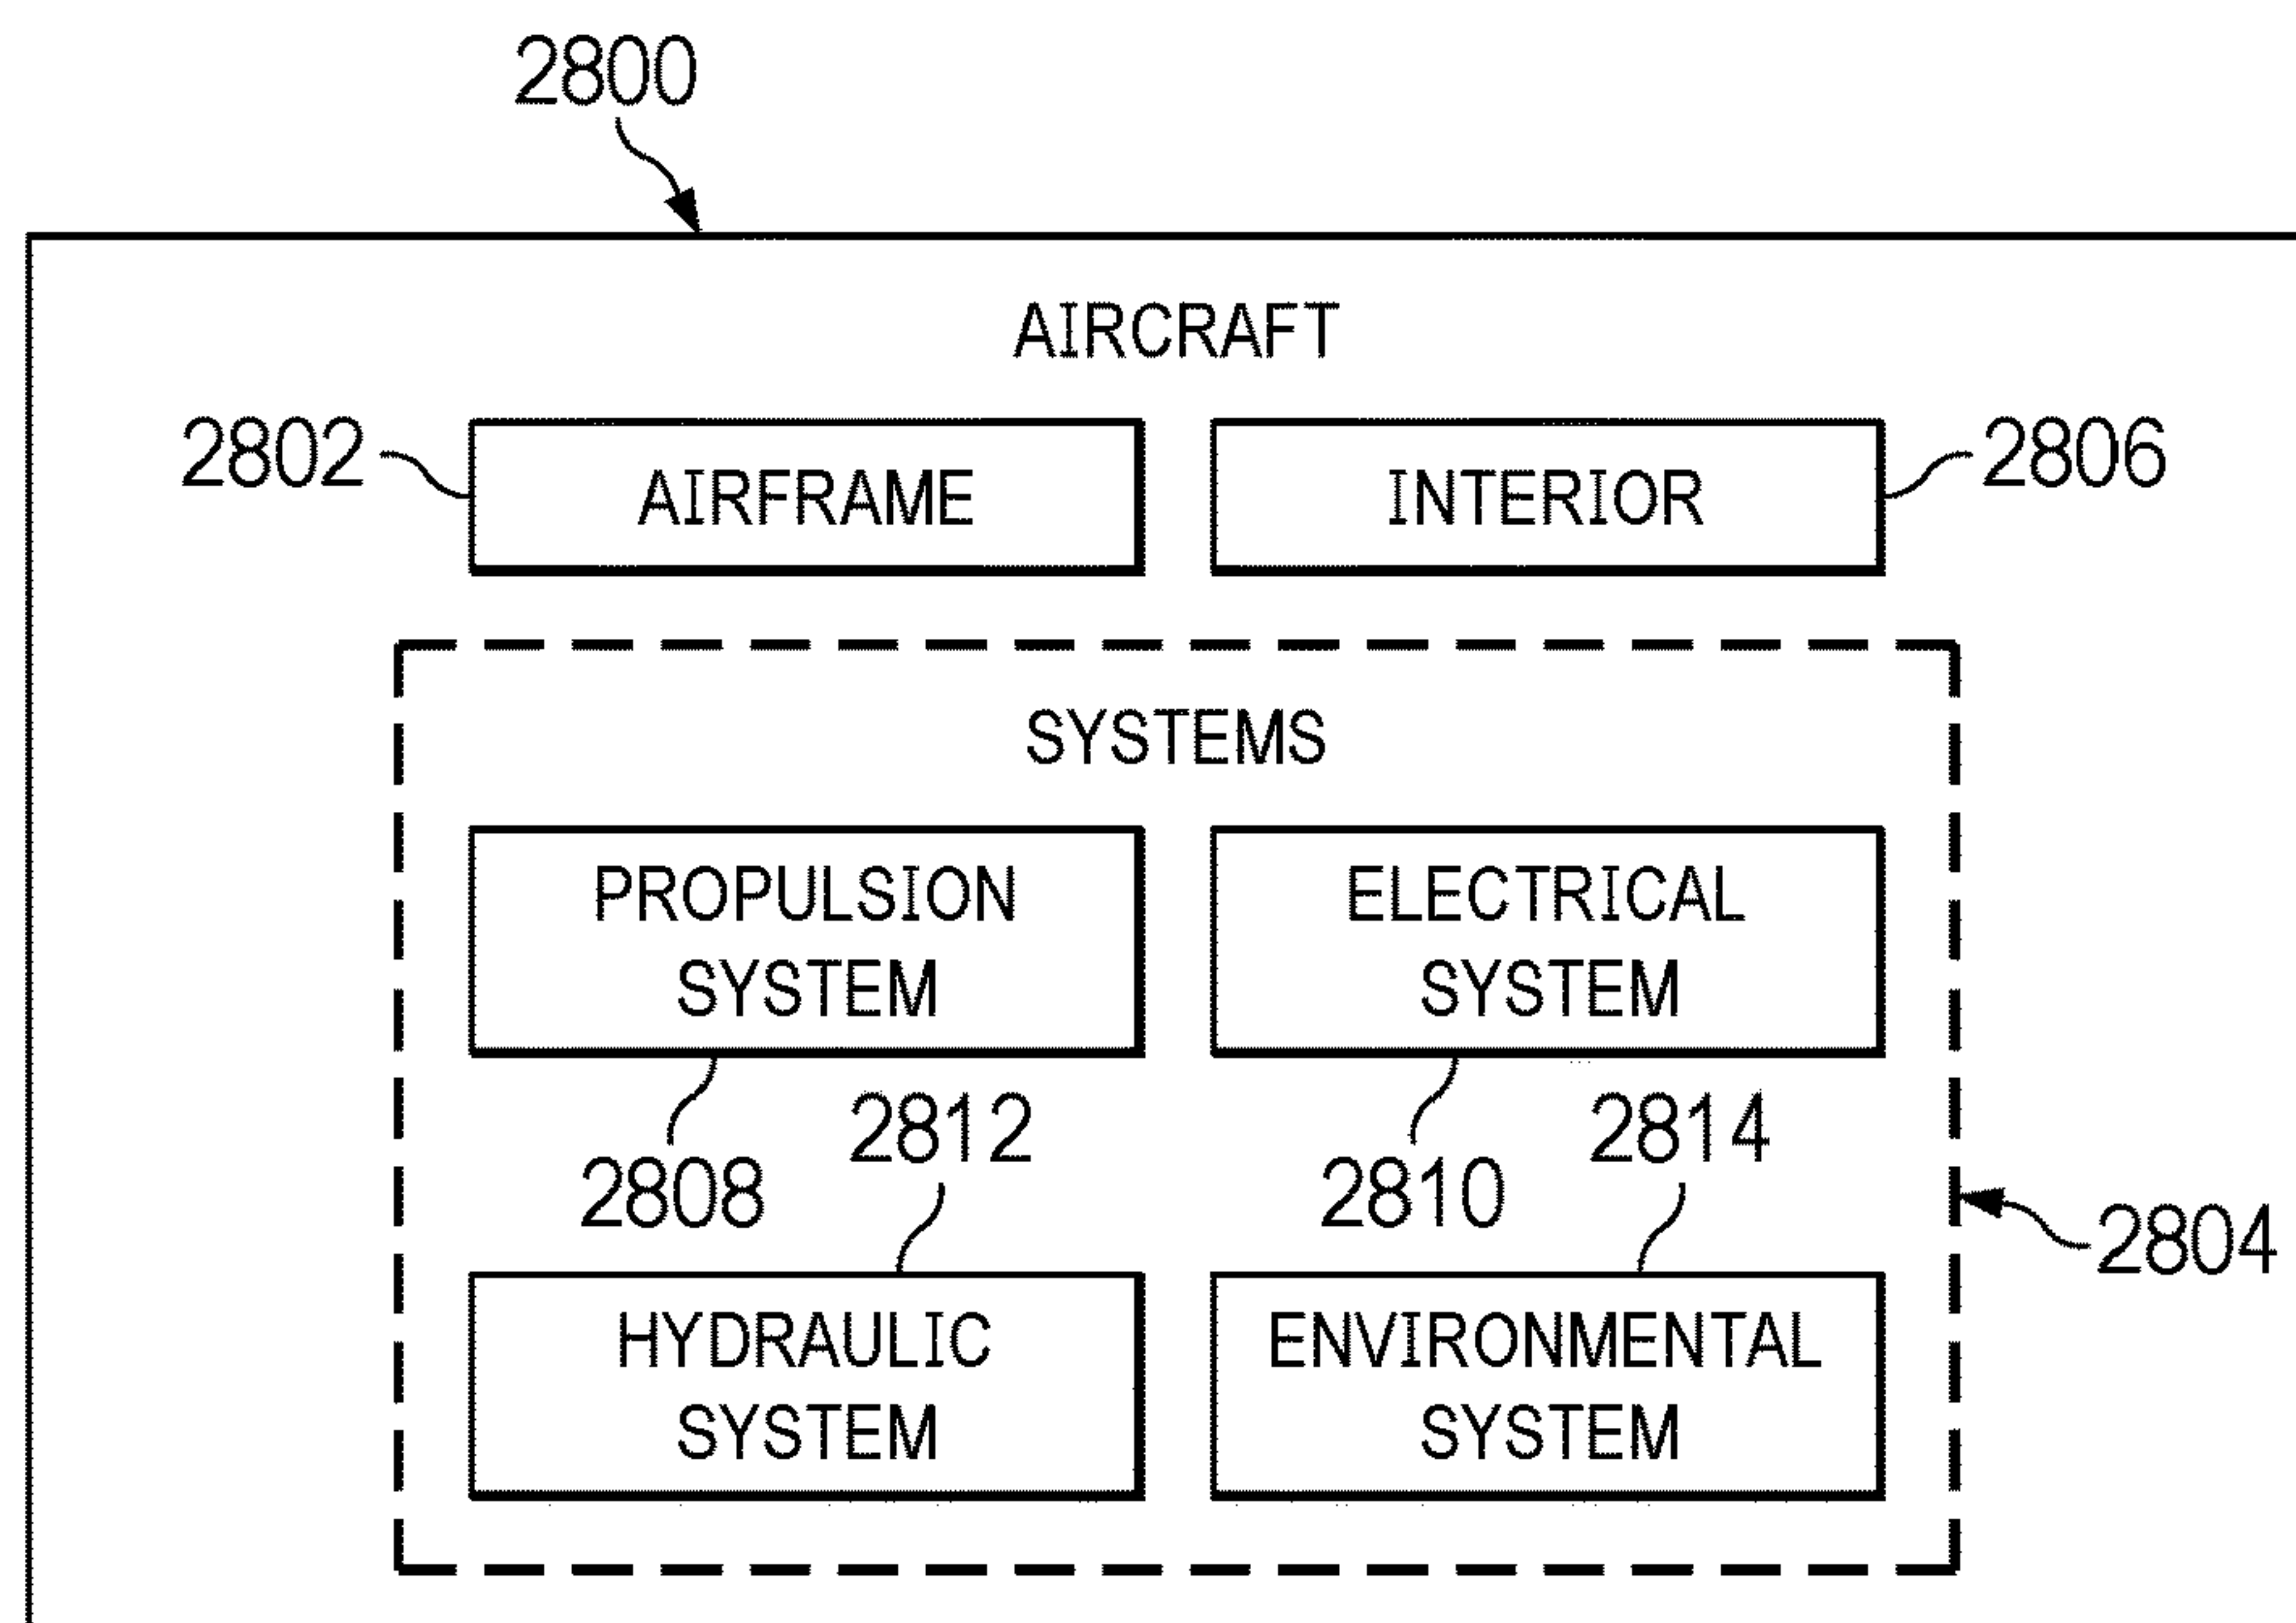 2800
AIRCRAFT
2802
AIRFRAME
INTERIOR
2806
SYSTEMS
PROPULSION
SYSTEM
ELECTRICAL
SYSTEM
2812
2814
2808
2810
2804
HYDRAULIC
SYSTEM
ENVIRONMENTAL
SYSTEM